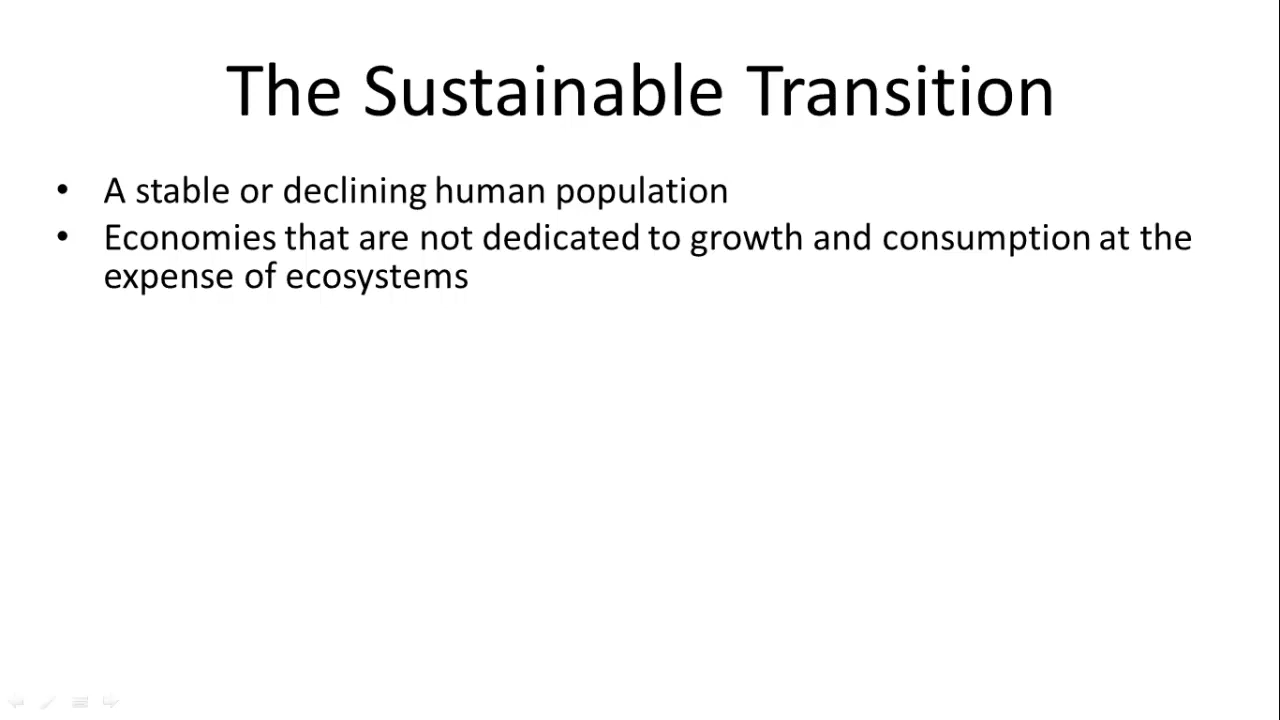 The Sustainable Transition
• A stable or declining human population
• Economies that are not dedicated to growth and consumption at the
expense of ecosystems